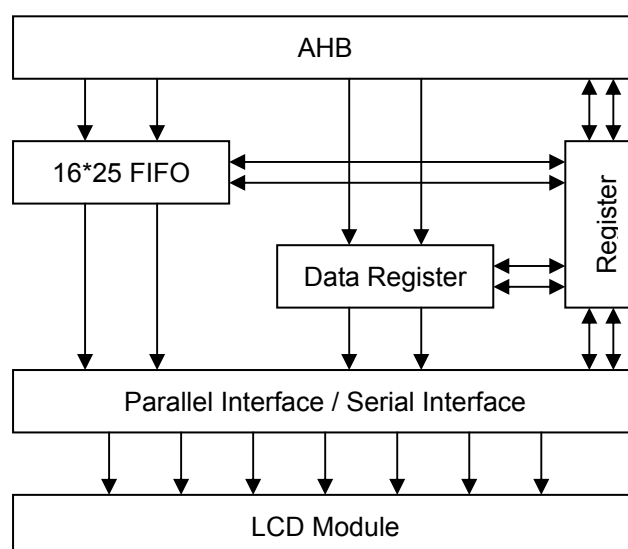 AHB
16*25 FIFO
Register
Data Register
Parallel Interface / Serial Interface
LCD Module